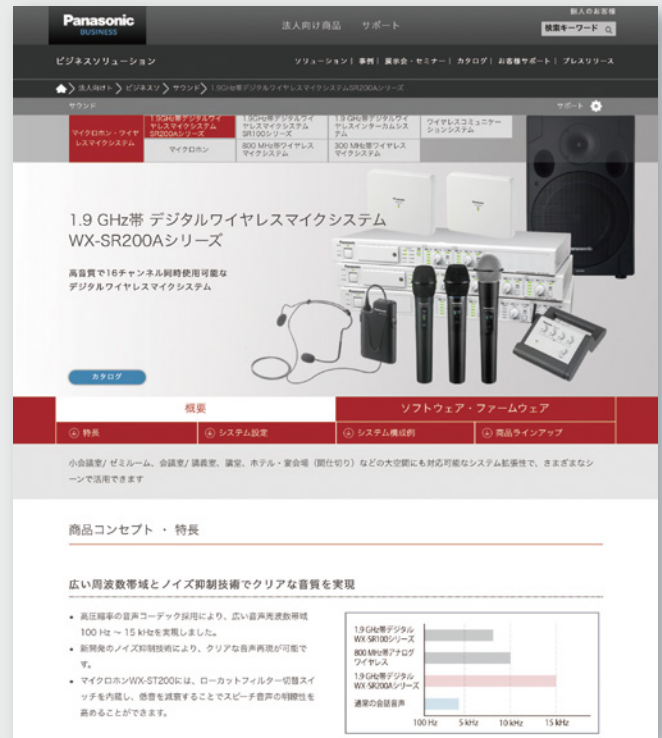 Panasonic
BUSINESS
法人向け商品 サポート
個人のお客様
検索キーワード
ビジネスソリューション
ソリューション | 事例 | 展示会・セミナー | カタログ | お客様サポート | プレスリリース
法人向け > ビジネス > サウンド > 1.9GHz帯デジタルワイヤレスマイクシステムSR200Aシリーズ
サウンド
サポート
マイクロホン・ワイヤレスマイクシステム
1.9GHz帯デジタルワイヤレスマイクシステム SR200Aシリーズ
1.9GHz帯デジタルワイヤレスマイクシステム SR100シリーズ
1.9 GHz帯デジタルワイヤレスインターカムシステム
ワイヤレスコミュニケーションシステム
マイクロホン
800 MHz帯ワイヤレスマイクシステム
300 MHz帯ワイヤレスマイクシステム
1.9 GHz帯 デジタルワイヤレスマイクシステム
WX-SR200Aシリーズ
高音質で16チャンネル同時使用可能な
デジタルワイヤレスマイクシステム
カタログ
概要
ソフトウェア・ファームウェア
特長
システム設定
システム構成例
商品ラインアップ
小会議室/ ゼミルーム、会議室/ 講義室、講堂、ホテル・宴会場（間仕切り）などの大空間にも対応可能なシステム拡張性で、さまざまなシ
ーンで活用できます
商品コンセプト ・ 特長
広い周波数帯域とノイズ抑制技術でクリアな音質を実現
• 高圧縮率の音声コーデック採用により、広い音声周波数帯域
100 Hz ～ 15 kHzを実現しました。
• 新開発のノイズ抑制技術により、クリアな音声再現が可能で
す。
• マイクロホンWX-ST200には、ローカットフィルター切替スイ
ッチを内蔵し、低音を減衰することでスピーチ音声の明瞭性を
高めることができます。
1.9 GHz帯デジタル
WX-SR100シリーズ
800 MHz帯アナログ
ワイヤレス
1.9 GHz帯デジタル
WX-SR200Aシリーズ
通常の会話音声
100 Hz 5 kHz 10 kHz 15 kHz